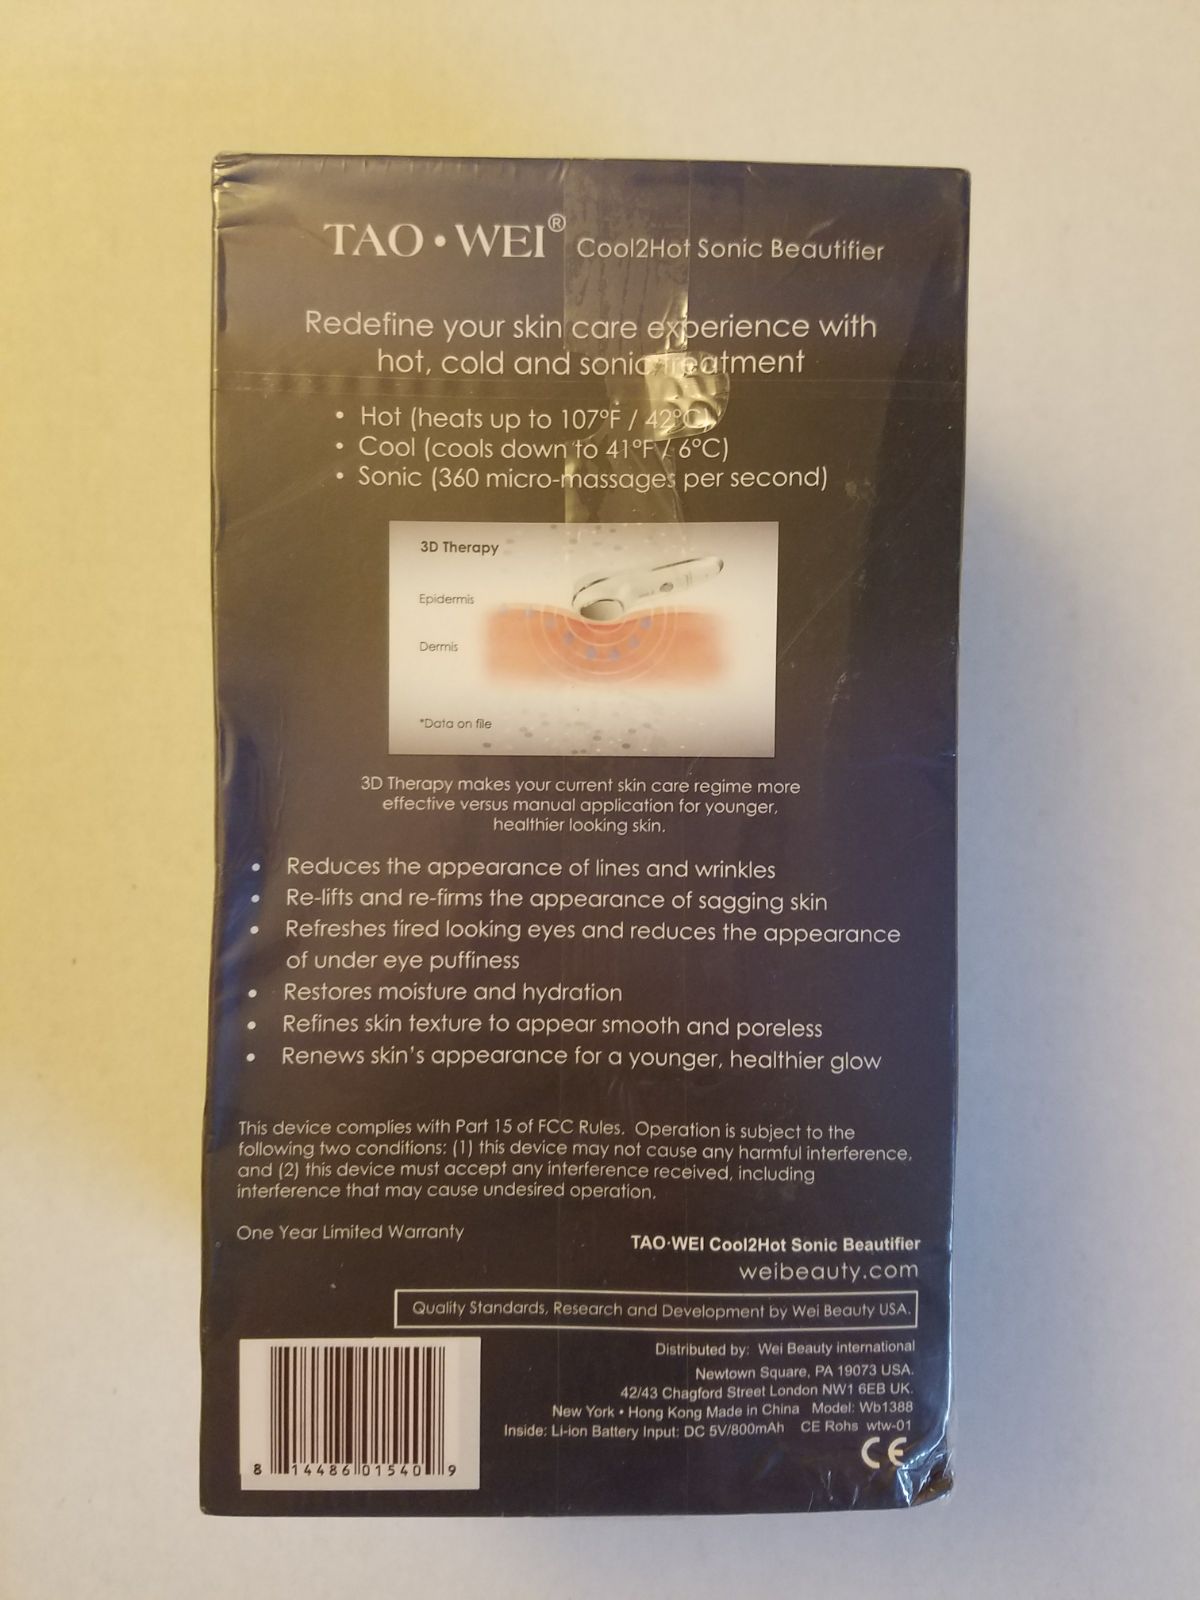 TAO • WEI® Cool2Hot Sonic Beautifier
Redefine your skin care experience with
hot, cold and sonic treatment
• Hot (heats up to 107°F / 42°C)
• Cool (cools down to 41°F / 6°C)
• Sonic (360 micro-massages per second)
3D Therapy
Epidermis
Dermis
*Data on file
3D Therapy makes your current skin care regime more
effective versus manual application for younger,
healthier looking skin.
• Reduces the appearance of lines and wrinkles
• Re-lifts and re-firms the appearance of sagging skin
• Refreshes tired looking eyes and reduces the appearance
of under eye puffiness
• Restores moisture and hydration
• Refines skin texture to appear smooth and poreless
• Renews skin's appearance for a younger, healthier glow
This device complies with Part 15 of FCC Rules. Operation is subject to the
following two conditions: (1) this device may not cause any harmful interference,
and (2) this device must accept any interference received, including
interference that may cause undesired operation.
One Year Limited Warranty
TAO·WEI Cool2Hot Sonic Beautifier
weibeauty.com
Quality Standards, Research and Development by Wei Beauty USA.
Distributed by: Wei Beauty international
Newtown Square, PA 19073 USA.
42/43 Chagford Street London NW1 6EB UK.
New York • Hong Kong Made in China Model: Wb1388
Inside: Li-ion Battery Input: DC 5V/800mAh CE Rohs wtw-01
CE
8 14486 01540 9